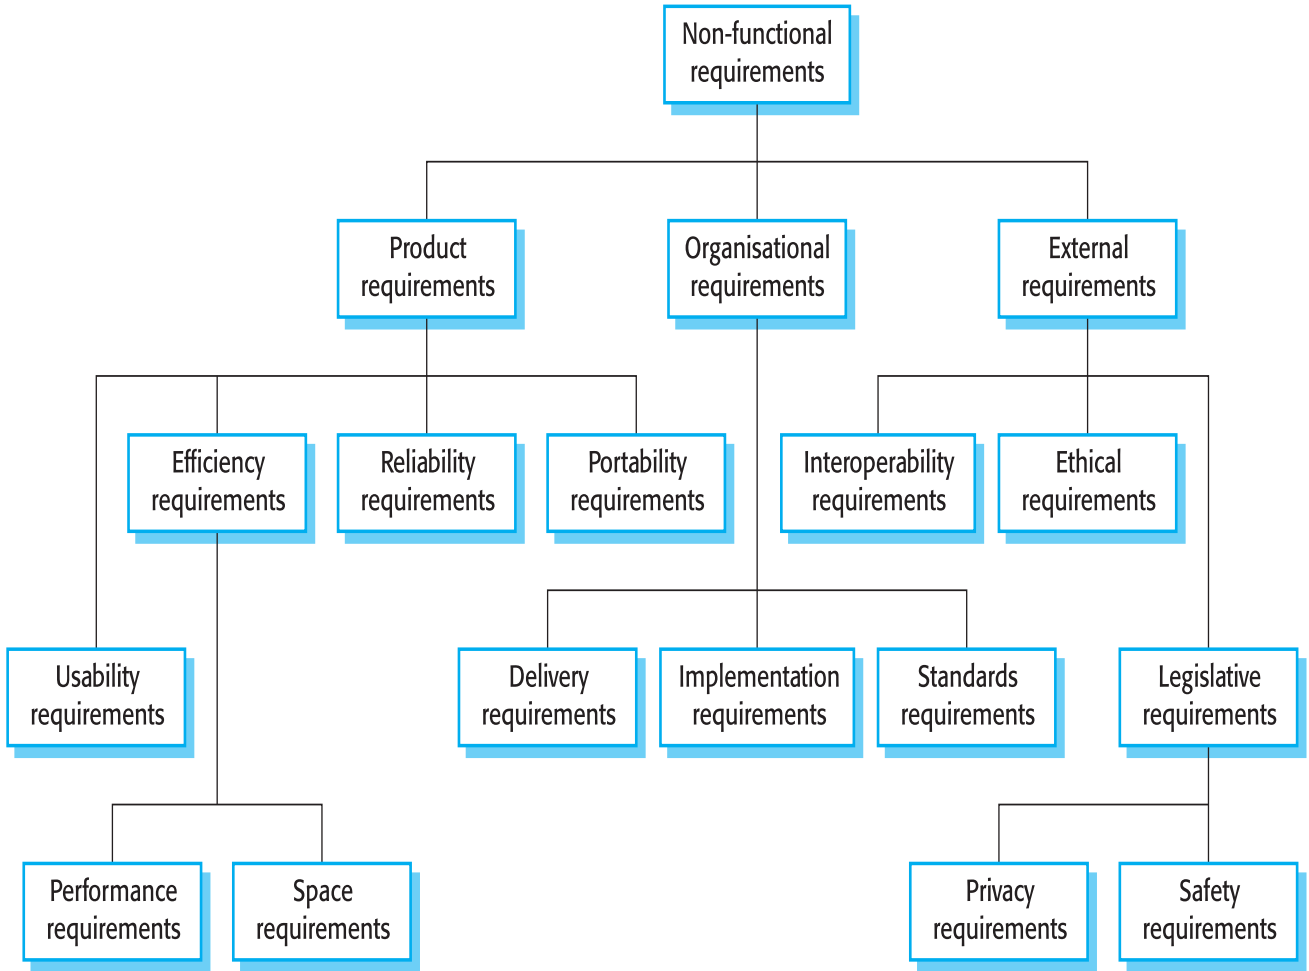 Non-functional
requirements
Product
requirements
Organisational
requirements
External
requirements
Efficiency
requirements
Reliability
requirements
Portability
requirements
Interoperability
requirements
Ethical
requirements
Usability
requirements
Delivery
requirements
Implementation
requirements
Standards
requirements
Legislative
requirements
Performance
requirements
Space
requirements
Privacy
requirements
Safety
requirements